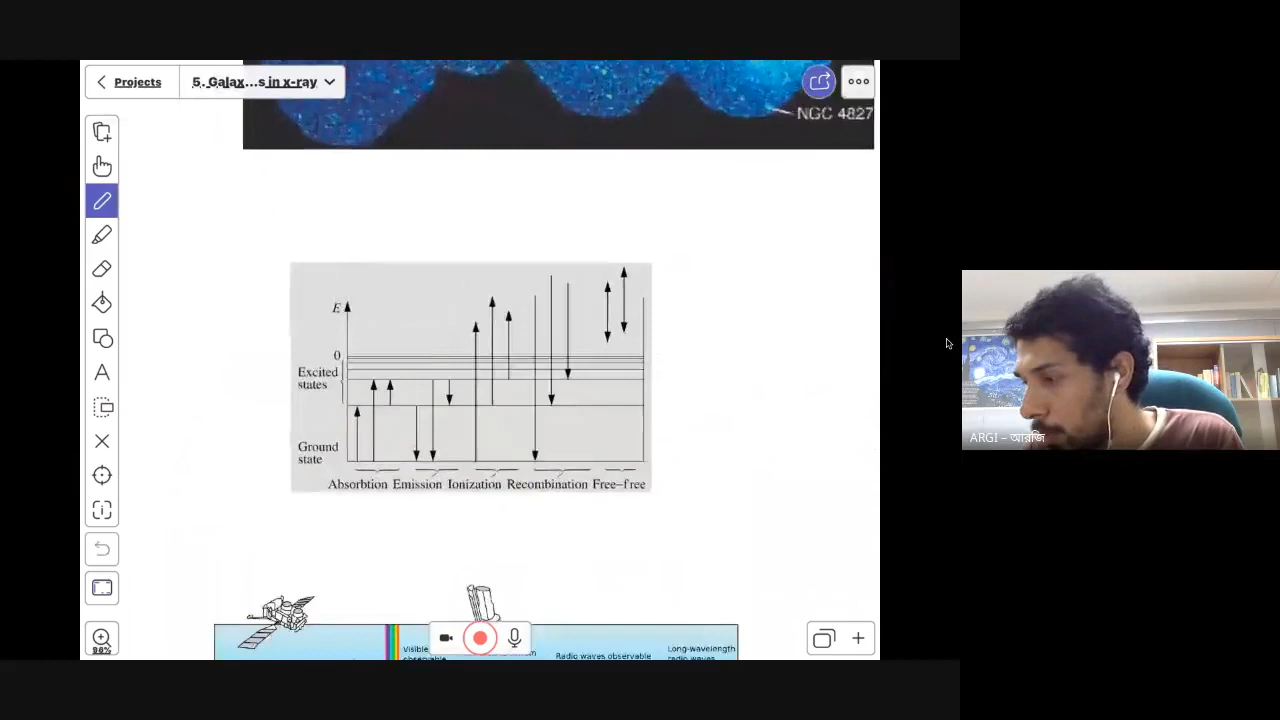 Projects
5. Galax...s in x-ray
NGC 4827
E
0
Excited
states
Ground
state
Absorbtion Emission Ionization Recombination Free-free
Visible
observable
Radio waves observable
Long-wavelength
radio waves
ARGI – আরজি